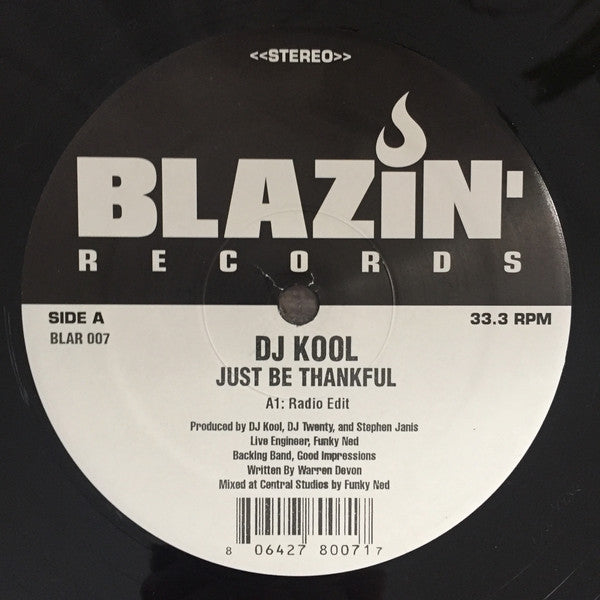 <<STEREO>>
BLAZiN'
RECORDS
SIDE A
33.3 RPM
BLAR 007
DJ KOOL
JUST BE THANKFUL
A1: Radio Edit
Produced by DJ Kool, DJ Twenty, and Stephen Janis
Live Engineer, Funky Ned
Backing Band, Good Impressions
Written By Warren Devon
Mixed at Central Studios by Funky Ned
8 06427 80071 7